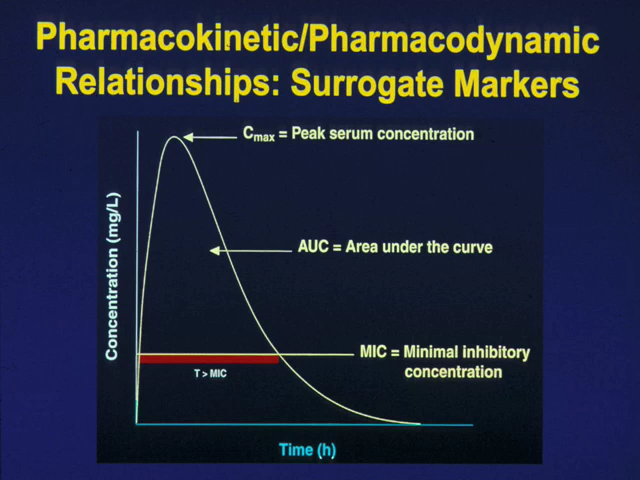 Pharmacokinetic/Pharmacodynamic
Relationships: Surrogate Markers
Cmax = Peak serum concentration
Concentration (mg/L)
AUC = Area under the curve
MIC = Minimal inhibitory
concentration
T > MIC
Time (h)